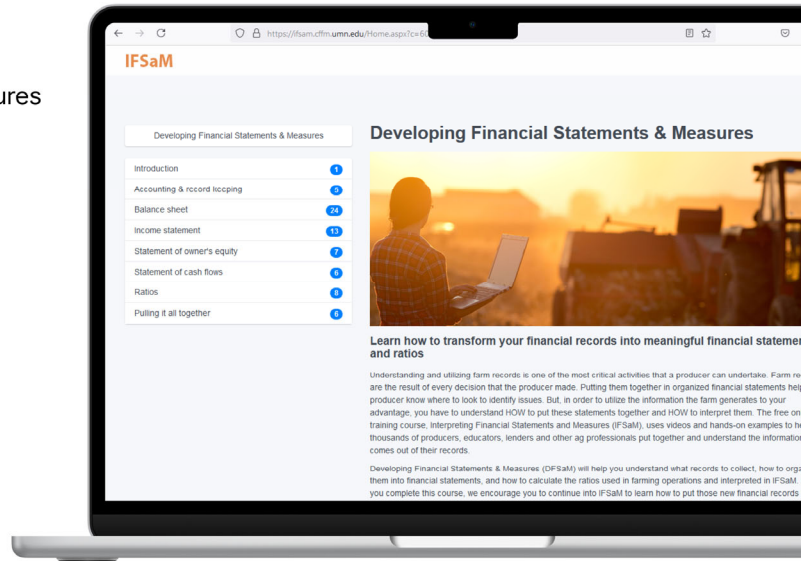 ures
https://ifsam.cffm.umn.edu/Home.aspx?c=60
IFSaM
Developing Financial Statements & Measures
Introduction 1
Accounting & record keeping
Balance sheet 24
Income statement 13
Statement of owner's equity 7
Statement of cash flows 6
Ratios 8
Pulling it all together 6
Developing Financial Statements & Measures
Learn how to transform your financial records into meaningful financial statemen
and ratios
Understanding and utilizing farm records is one of the most critical activities that a producer can undertake. Farm re
are the result of every decision that the producer made. Putting them together in organized financial statements help
producer know where to look to identify issues. But, in order to utilize the information the farm generates to your
advantage, you have to understand HOW to put these statements together and HOW to interpret them. The free on
training course, Interpreting Financial Statements and Measures (IFSaM), uses videos and hands-on examples to he
thousands of producers, educators, lenders and other ag professionals put together and understand the information
comes out of their records.
Developing Financial Statements & Measures (DFSaM) will help you understand what records to collect, how to orga
them into financial statements, and how to calculate the ratios used in farming operations and interpreted in IFSaM.
you complete this course, we encourage you to continue into IFSaM to learn how to put those new financial records